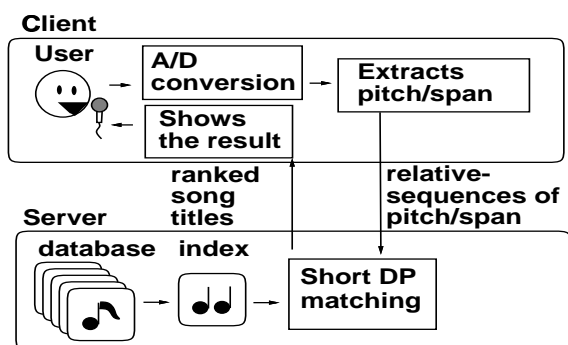 Client
User
A/D
conversion
Extracts
pitch/span
Shows
the result
ranked
song
titles
relative-
sequences of
pitch/span
Server
database
index
Short DP
matching